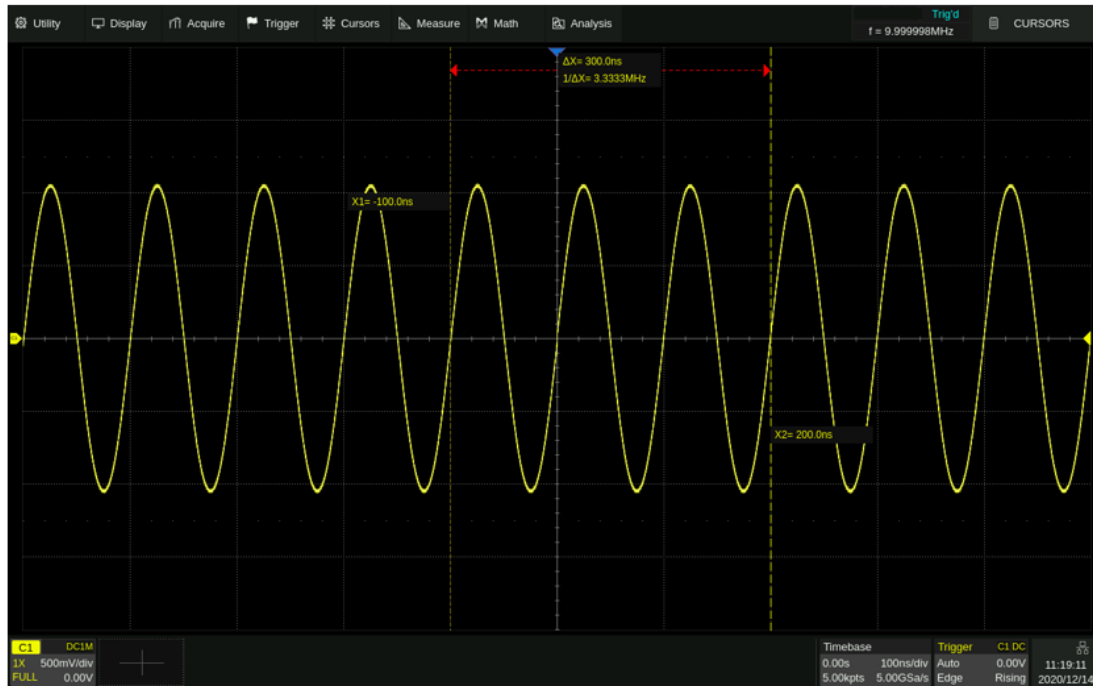 Utility Display Acquire Trigger Cursors Measure Math Analysis
Trig'd
f = 9.999998MHz
CURSORS
ΔX= 300.0ns
1/ΔX= 3.3333MHz
X1= -100.0ns
X2= 200.0ns
C1 DC1M
1X 500mV/div
FULL 0.00V
Timebase
0.00s 100ns/div
5.00kpts 5.00GSa/s
Trigger C1 DC
Auto 0.00V
Edge Rising
11:19:11
2020/12/14